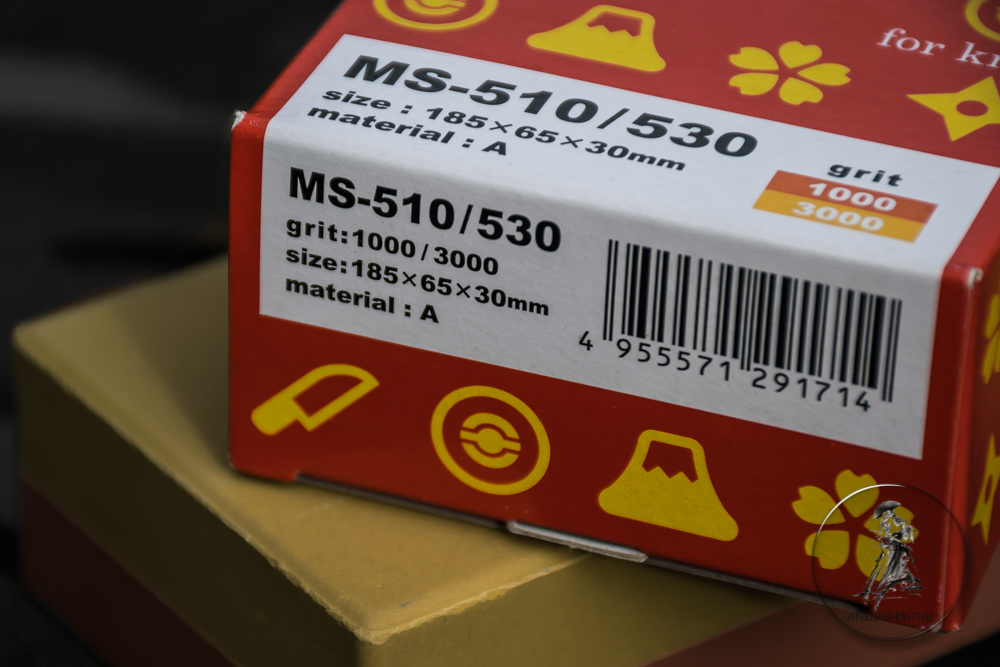 for
MS-510/530
size : 185×65×30mm
material : A
grit
1000
3000
MS-510/530
grit:1000/3000
size:185×65×30mm
material : A
4 955571 291714